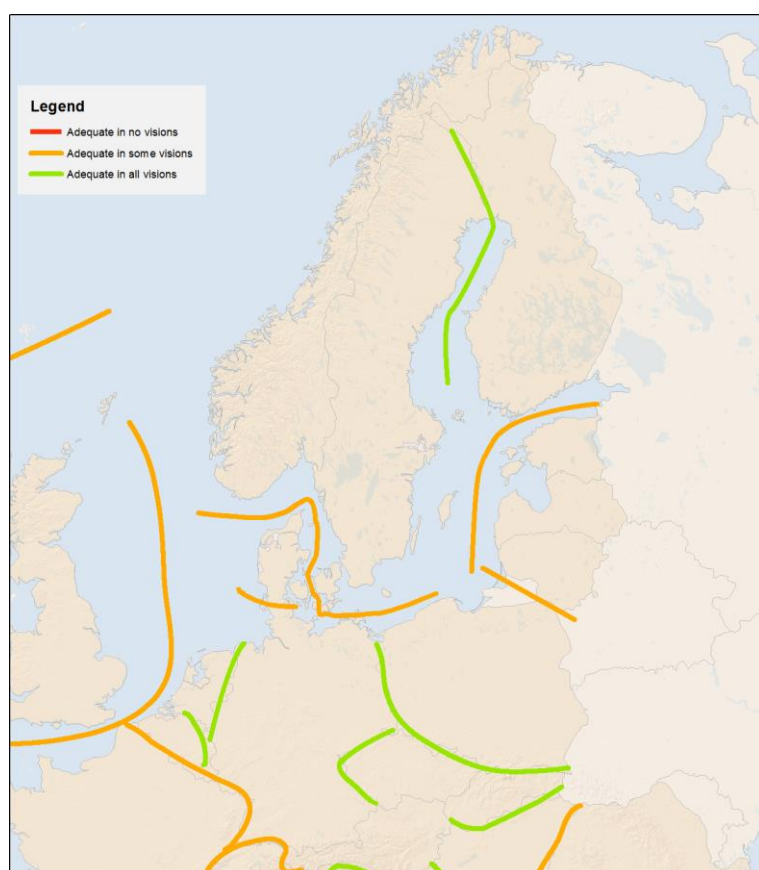 Legend
Adequate in no visions
Adequate in some visions
Adequate in all visions